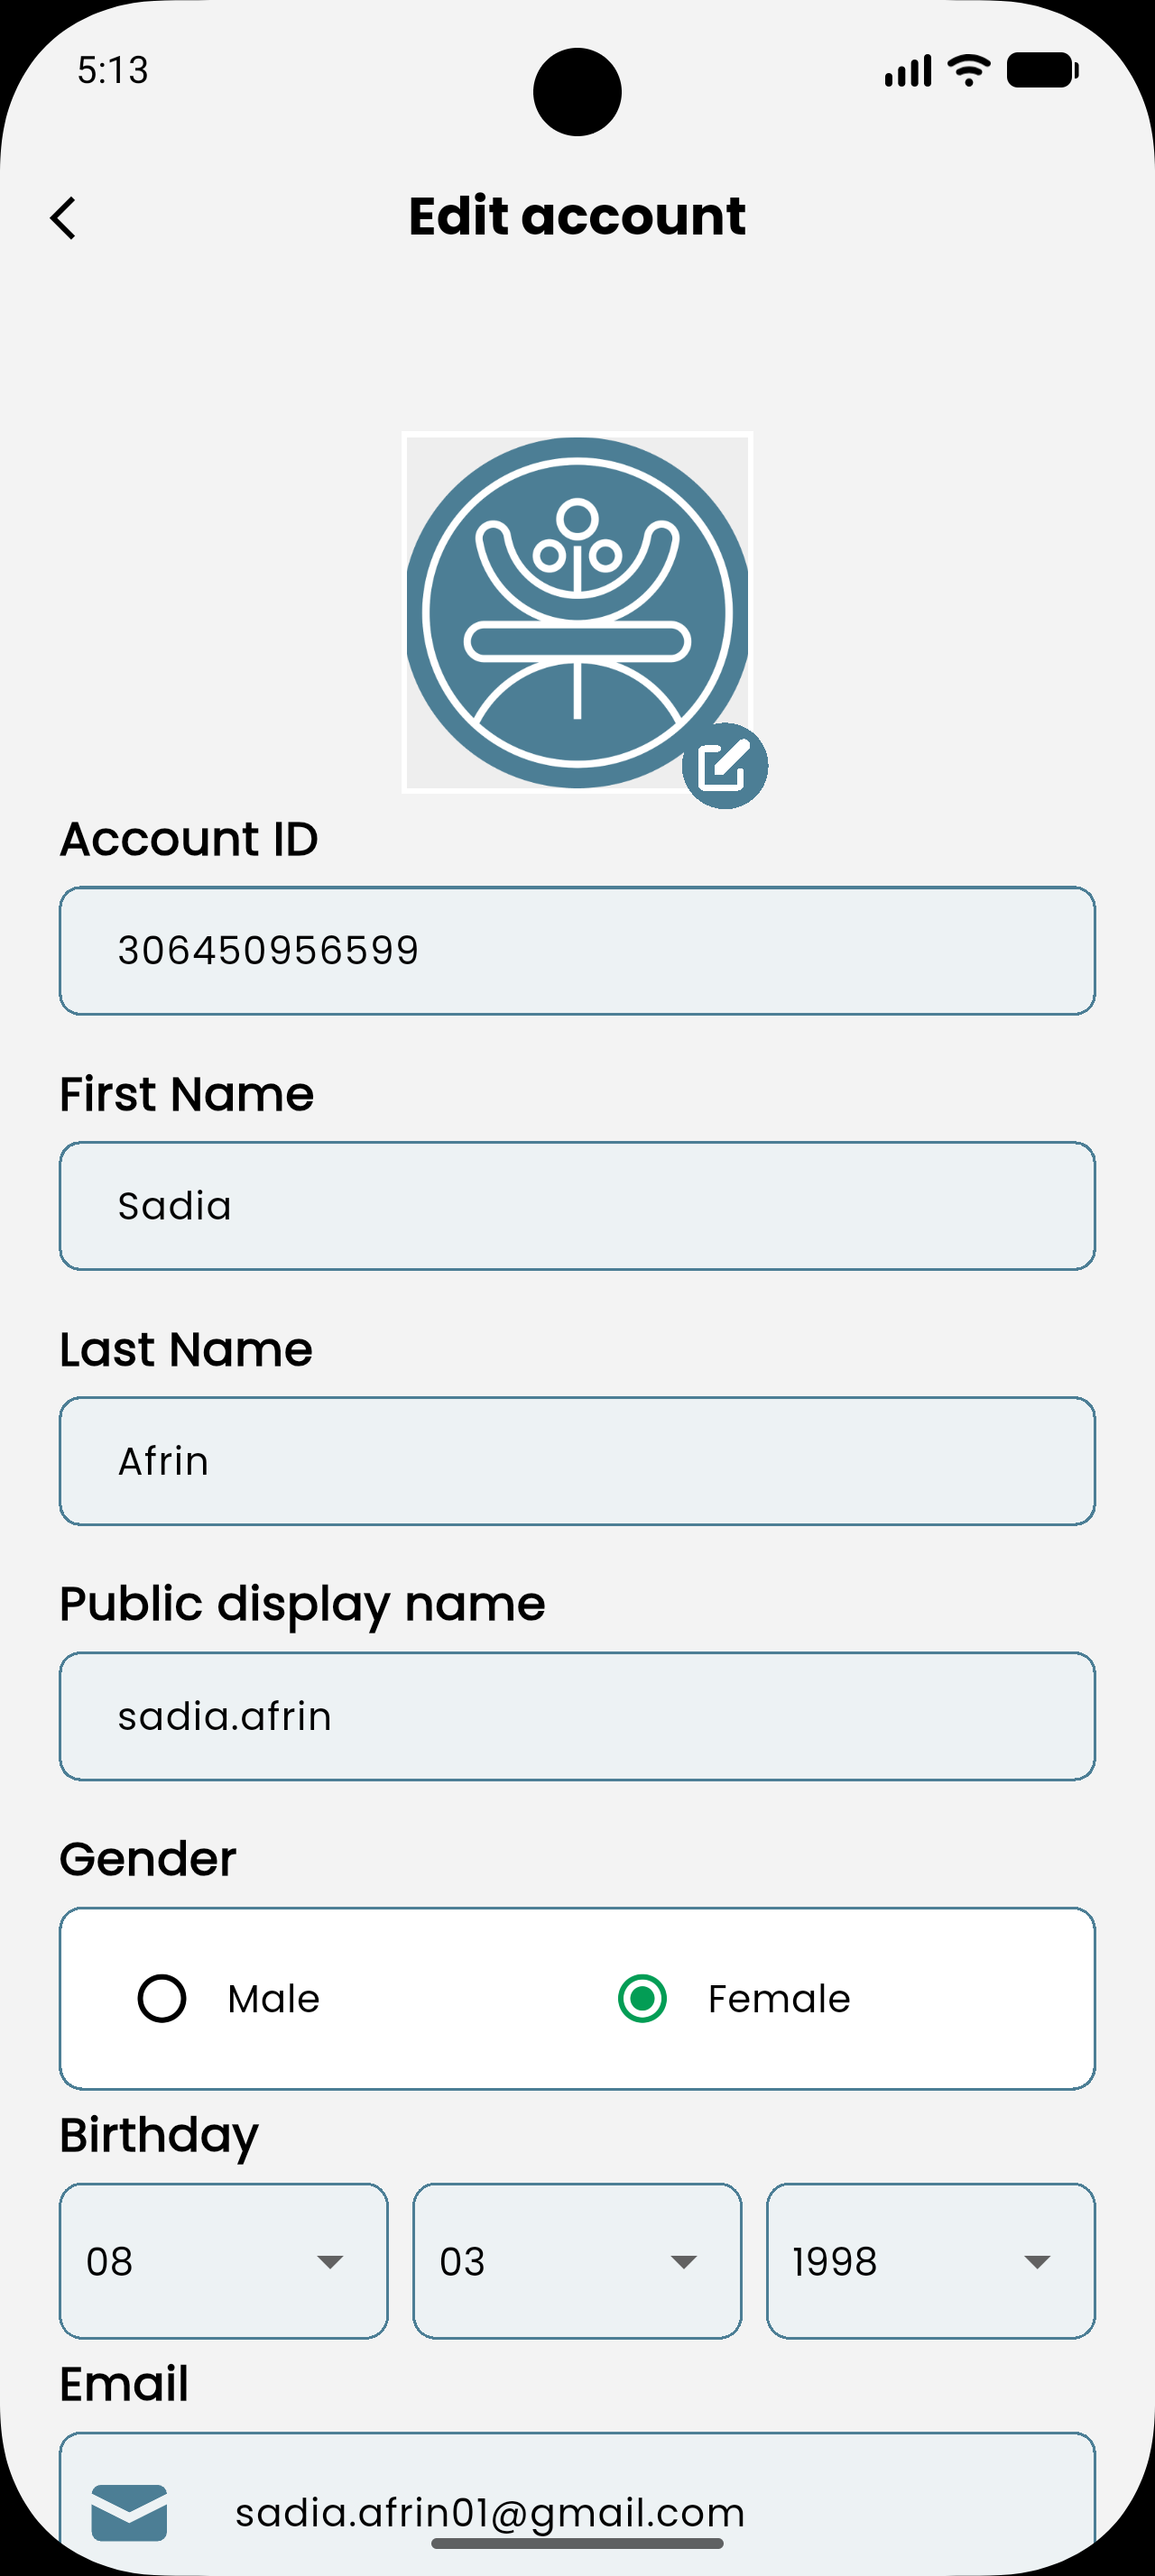 5:13
Edit account
Account ID
306450956599
First Name
Sadia
Last Name
Afrin
Public display name
sadia.afrin
Gender
Male Female
Birthday
08 03 1998
Email
sadia.afrin01@gmail.com